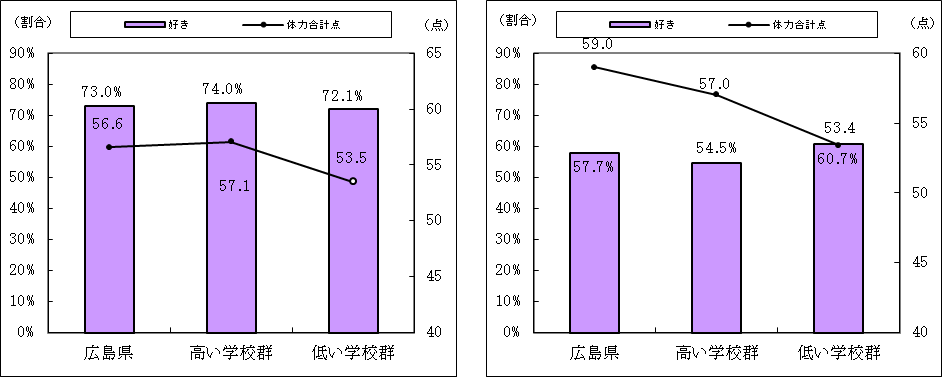 (割合) 好き 体力合計点 (点)
90% 65
80%
70% 60
60%
50% 55
40% 50
30%
20% 45
10%
0% 40
73.0% 74.0% 72.1%
56.6 57.1 53.5
広島県 高い学校群 低い学校群
(割合) 好き 体力合計点 (点)
90% 60
80%
70% 55
60%
50%
40% 50
30%
20% 45
10%
0% 40
59.0 57.0 53.4
57.7% 54.5% 60.7%
広島県 高い学校群 低い学校群